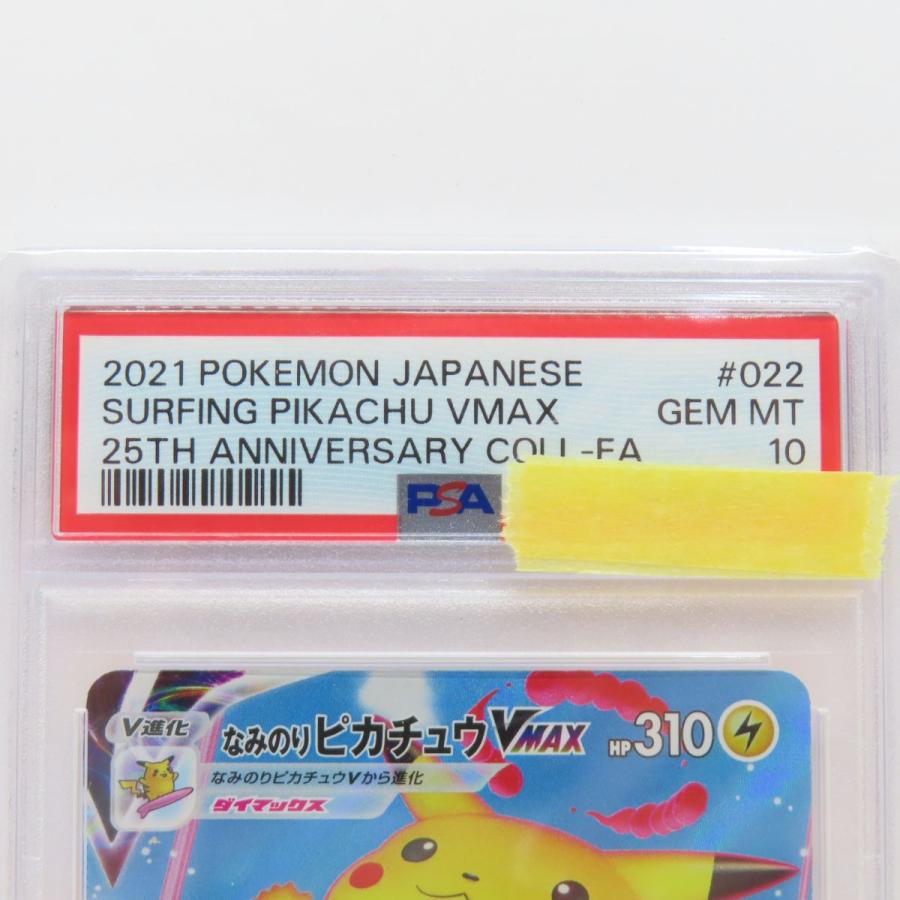 2021 POKEMON JAPANESE #022
SURFING PIKACHU VMAX GEM MT
25TH ANNIVERSARY COLL-FA 10
PSA
V進化
なみのりピカチュウVMAX HP310
なみのりピカチュウVから進化
ダイマックス